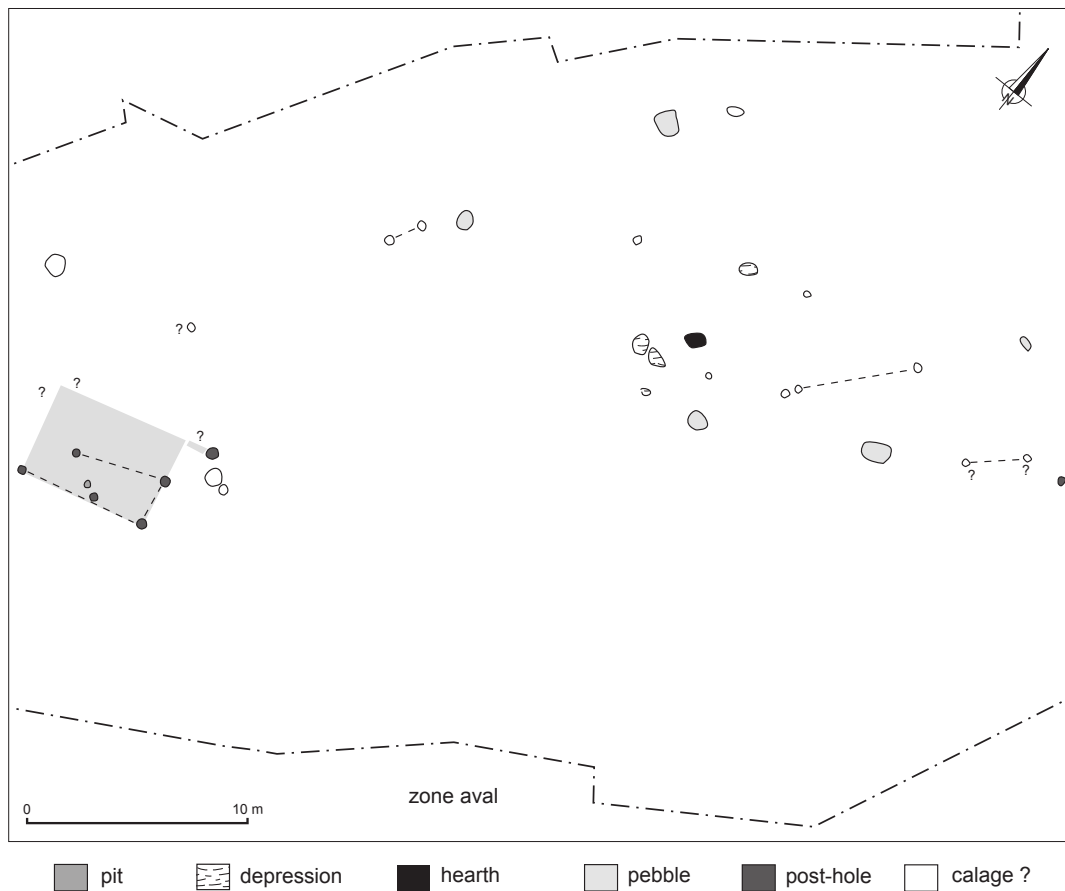 N
?
? ?
?
? ?
zone aval
0 10 m
pit depression hearth pebble post-hole calage ?